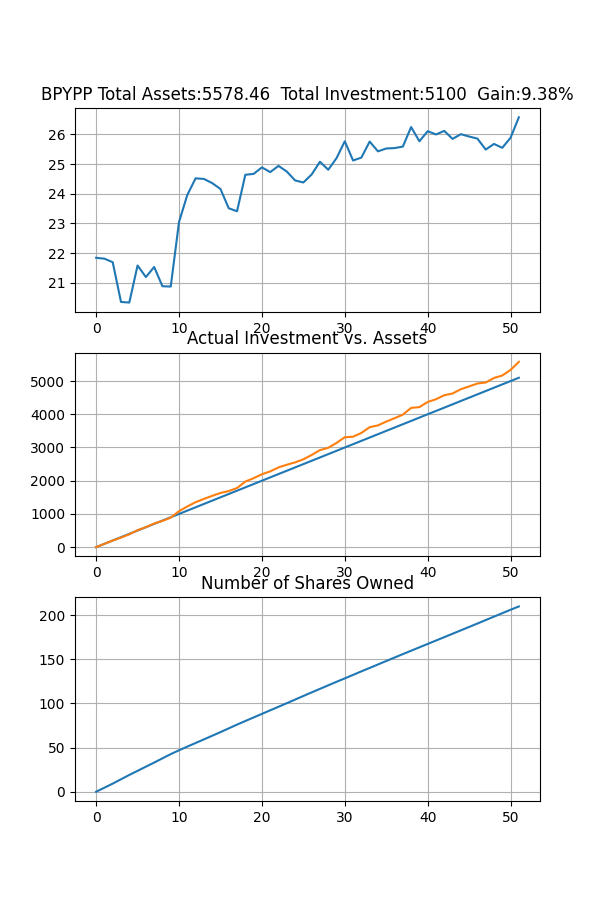 BPYPP Total Assets:5578.46  Total Investment:5100  Gain:9.38%
26
25
24
23
22
21
0 10 20 30 40 50
Actual Investment vs. Assets
5000
4000
3000
2000
1000
0
0 10 20 30 40 50
Number of Shares Owned
200
150
100
50
0
0 10 20 30 40 50